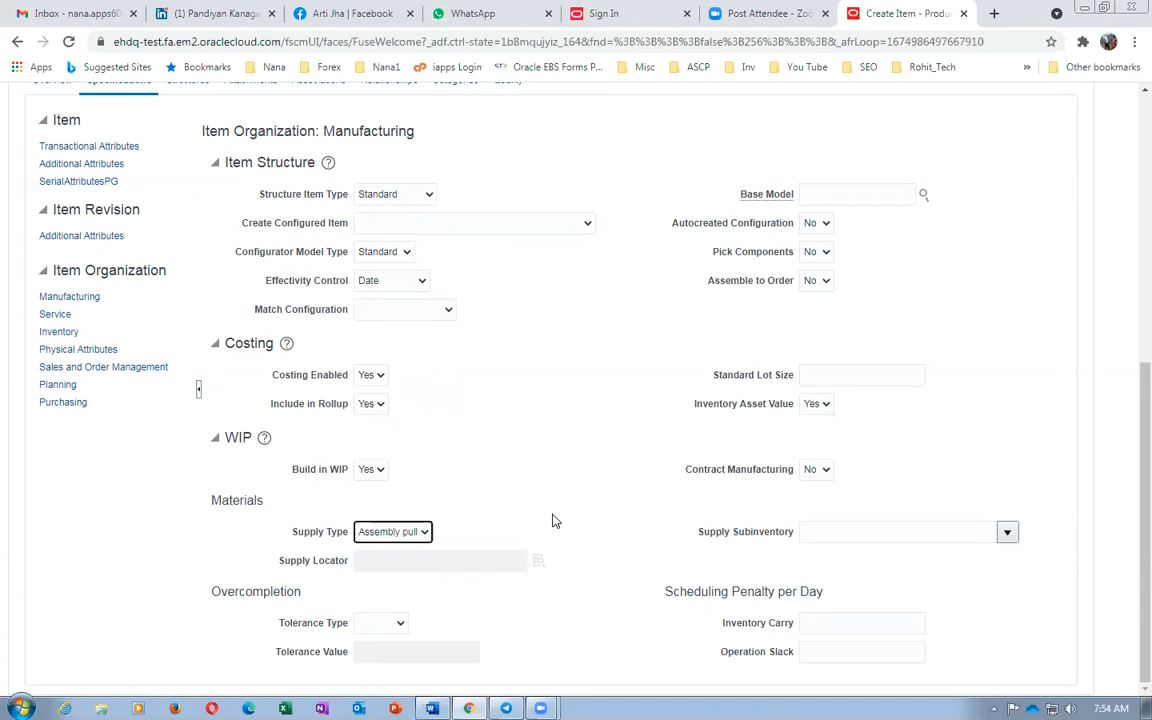 Inbox - nana.apps60 (1) Pandiyan Kanaga Arti Jha | Facebook WhatsApp Sign In Post Attendee - Zoo Create Item - Produ
ehdq-test.fa.em2.oraclecloud.com/fscmUI/faces/FuseWelcome?_adf.ctrl-state=1b8mqujyiz_164&fnd=%3B%3B%3B%3Bfalse%3B256%3B%3B%3B&_afrLoop=1674986497667910
Apps Suggested Sites Bookmarks Nana Forex Nana1 iapps Login Oracle EBS Forms P... Misc ASCP Inv You Tube SEO Rohit_Tech » Other bookmarks
Item
Transactional Attributes
Additional Attributes
SerialAttributesPG
Item Revision
Additional Attributes
Item Organization
Manufacturing
Service
Inventory
Physical Attributes
Sales and Order Management
Planning
Purchasing
Item Organization: Manufacturing
Item Structure ?
Structure Item Type Standard Base Model
Create Configured Item Autocreated Configuration No
Configurator Model Type Standard Pick Components No
Effectivity Control Date Assemble to Order No
Match Configuration
Costing ?
Costing Enabled Yes Standard Lot Size
Include in Rollup Yes Inventory Asset Value Yes
WIP ?
Build in WIP Yes Contract Manufacturing No
Materials
Supply Type Assembly pull Supply Subinventory
Supply Locator
Overcompletion Scheduling Penalty per Day
Tolerance Type Inventory Carry
Tolerance Value Operation Slack
7:54 AM